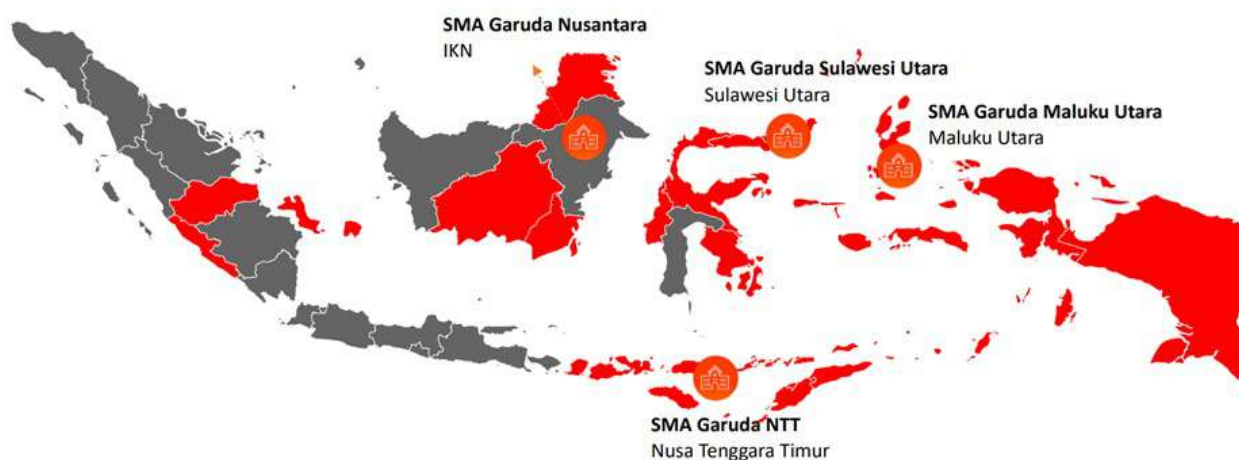 SMA Garuda Nusantara
IKN
SMA Garuda Sulawesi Utara
Sulawesi Utara
SMA Garuda Maluku Utara
Maluku Utara
SMA Garuda NTT
Nusa Tenggara Timur